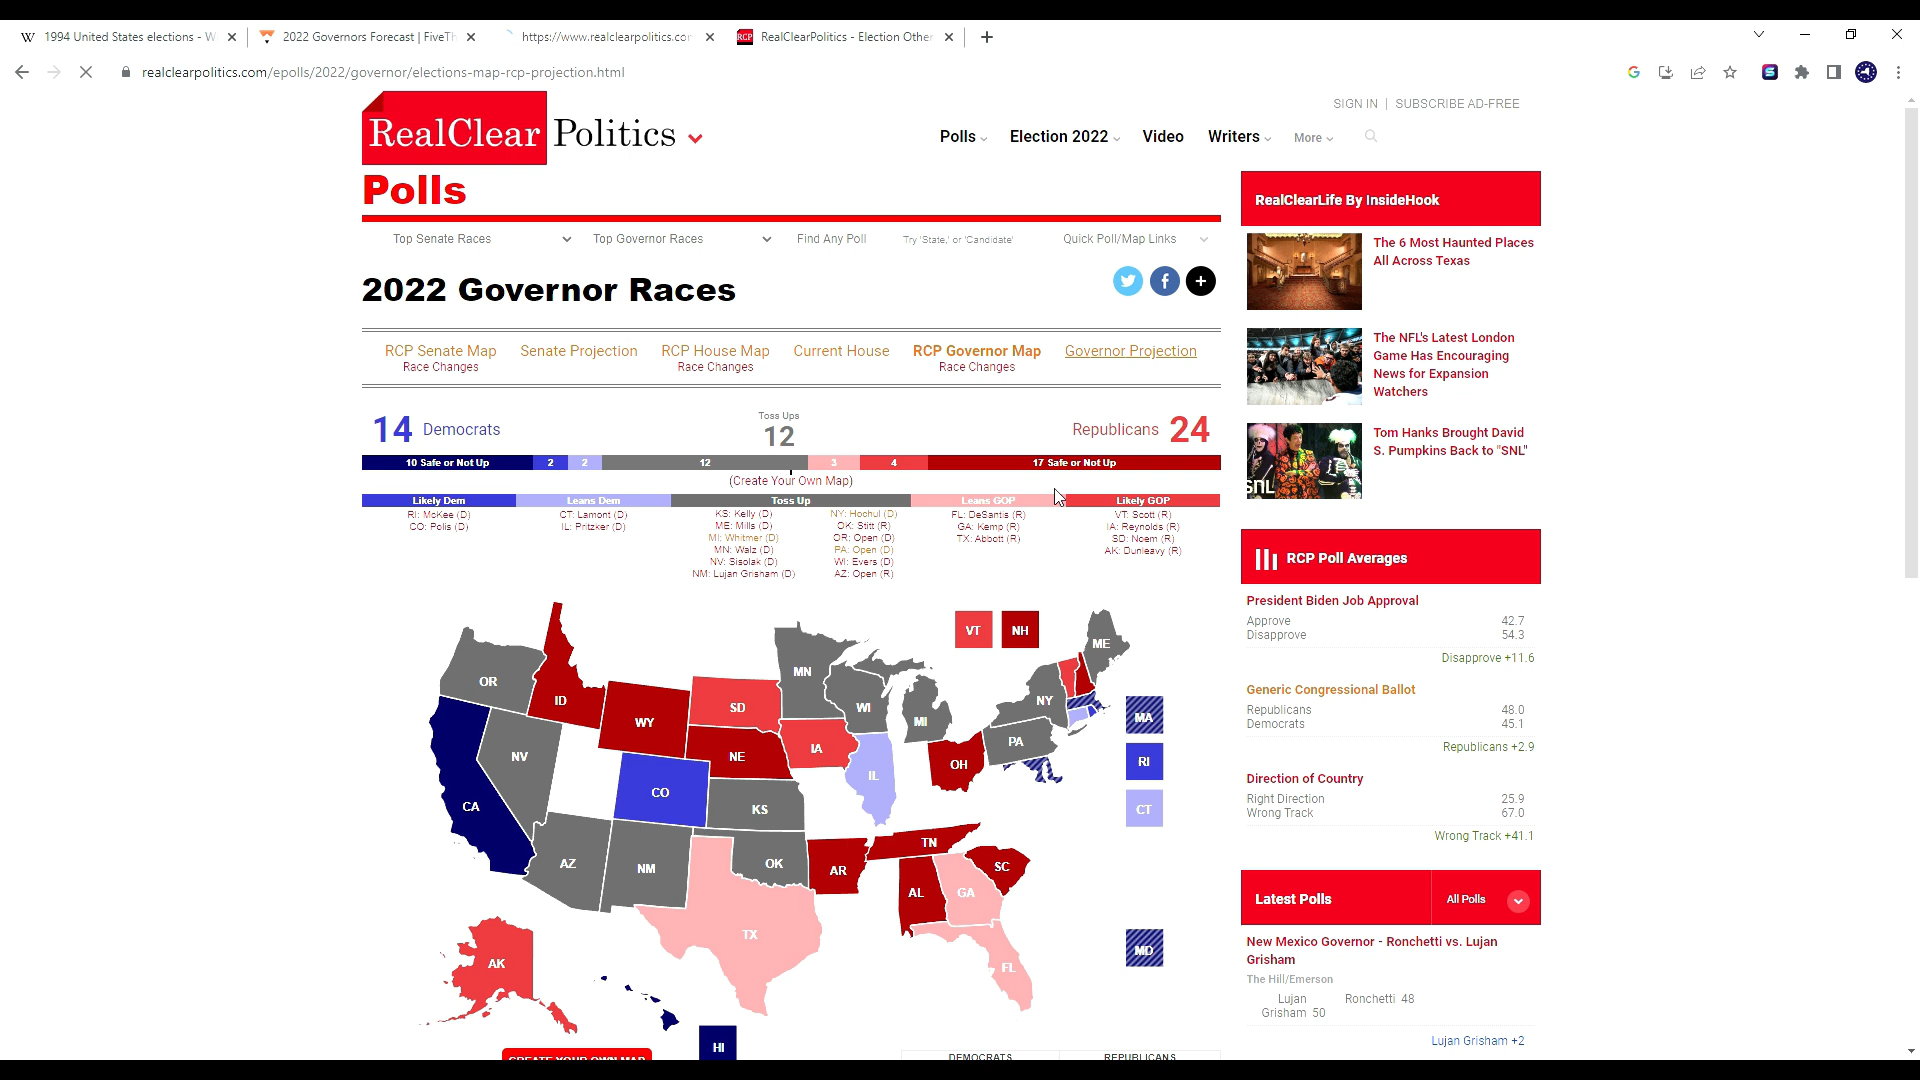 1994 United States elections - W
2022 Governors Forecast | FiveTh
https://www.realclearpolitics.com
RealClearPolitics - Election Other
realclearpolitics.com/epolls/2022/governor/elections-map-rcp-projection.html
SIGN IN | SUBSCRIBE AD-FREE
RealClear Politics
Polls Election 2022 Video Writers More
Polls
Top Senate Races Top Governor Races Find Any Poll Try 'State,' or 'Candidate' Quick Poll/Map Links
2022 Governor Races
RCP Senate Map Senate Projection RCP House Map Current House RCP Governor Map Governor Projection
Race Changes Race Changes Race Changes
14 Democrats Toss Ups 12 Republicans 24
10 Safe or Not Up 2 2 12 3 4 17 Safe or Not Up
(Create Your Own Map)
Likely Dem
RI: McKee (D)
CO: Polis (D)
Leans Dem
CT: Lamont (D)
IL: Pritzker (D)
Toss Up
KS: Kelly (D) NY: Hochul (D)
ME: Mills (D) OK: Stitt (R)
MI: Whitmer (D) OR: Open (D)
MN: Walz (D) PA: Open (D)
NV: Sisolak (D) WI: Evers (D)
NM: Lujan Grisham (D) AZ: Open (R)
Leans GOP
FL: DeSantis (R)
GA: Kemp (R)
TX: Abbott (R)
Likely GOP
VT: Scott (R)
IA: Reynolds (R)
SD: Noem (R)
AK: Dunleavy (R)
VT NH
ME
OR
MN
ID
WY
SD
WI
NY
MI
MA
NV
NE
IA
PA
RI
OH
CA
CO
IL
KS
CT
AZ
NM
OK
AR
TN
SC
AL
GA
TX
MD
AK
FL
HI
CREATE YOUR OWN MAP
DEMOCRATS REPUBLICANS
RealClearLife By InsideHook
The 6 Most Haunted Places
All Across Texas
The NFL's Latest London
Game Has Encouraging
News for Expansion
Watchers
SNL
Tom Hanks Brought David
S. Pumpkins Back to "SNL"
RCP Poll Averages
President Biden Job Approval
Approve 42.7
Disapprove 54.3
Disapprove +11.6
Generic Congressional Ballot
Republicans 48.0
Democrats 45.1
Republicans +2.9
Direction of Country
Right Direction 25.9
Wrong Track 67.0
Wrong Track +41.1
Latest Polls All Polls
New Mexico Governor - Ronchetti vs. Lujan
Grisham
The Hill/Emerson
Lujan Ronchetti 48
Grisham 50
Lujan Grisham +2